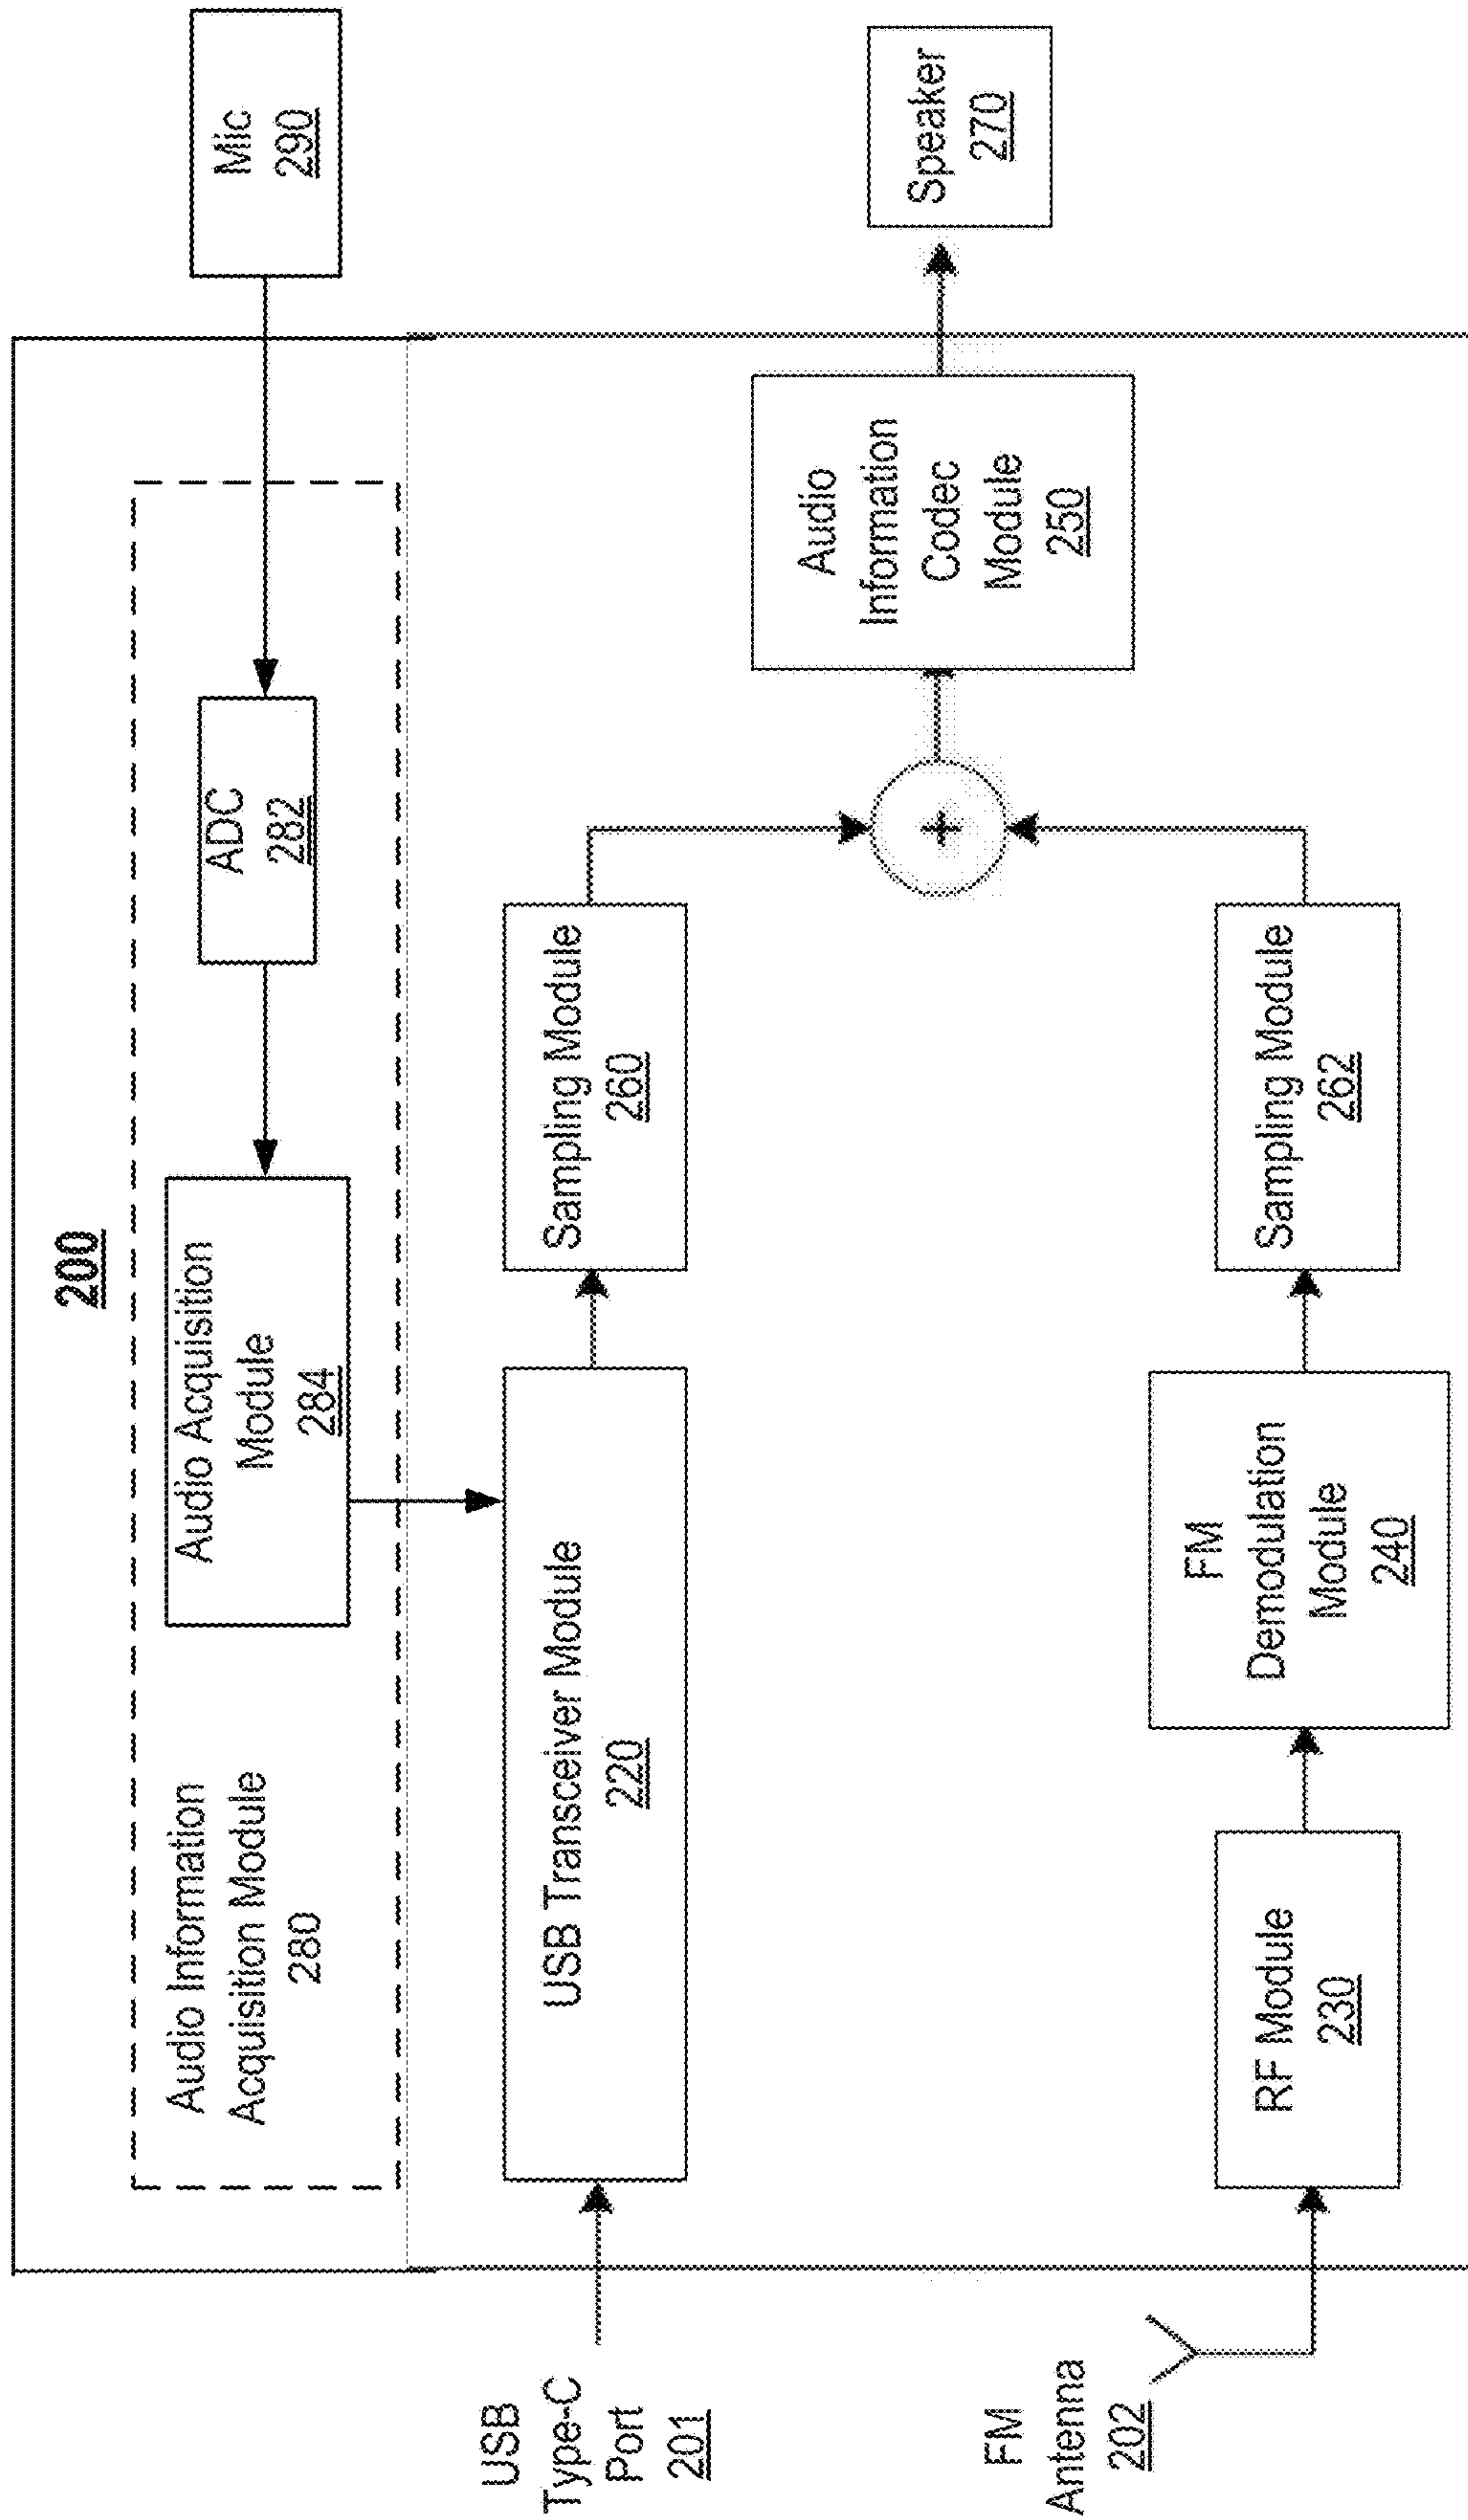 200
Audio Information
Acquisition Module
280
Audio Acquisition
Module
284
ADC
282
Mic
290
USB
Type-C
Port
201
USB Transceiver Module
220
Sampling Module
260
+
Audio
Information
Codec
Module
250
Speaker
270
FM
Antenna
202
RF Module
230
FM
Demodulation
Module
240
Sampling Module
262